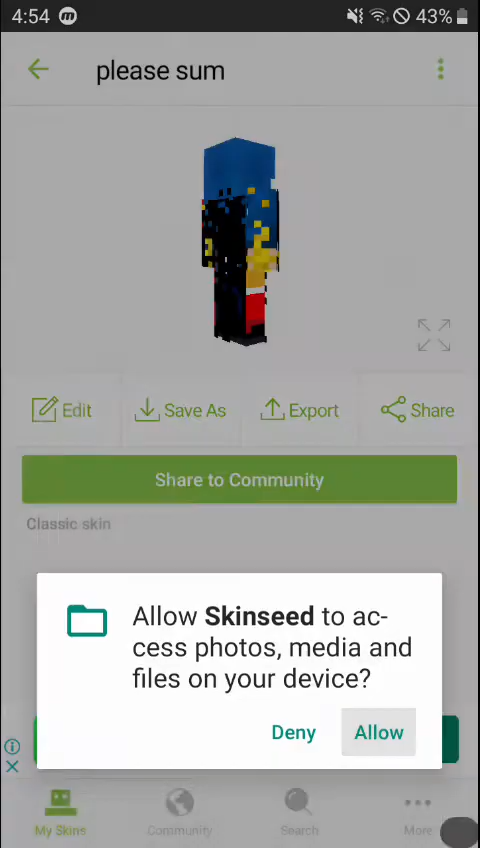 4:54
43%
please sum
Edit
Save As
Export
Share
Share to Community
Classic skin
Allow Skinseed to ac-
cess photos, media and
files on your device?
Deny
Allow
My Skins
Community
Search
More